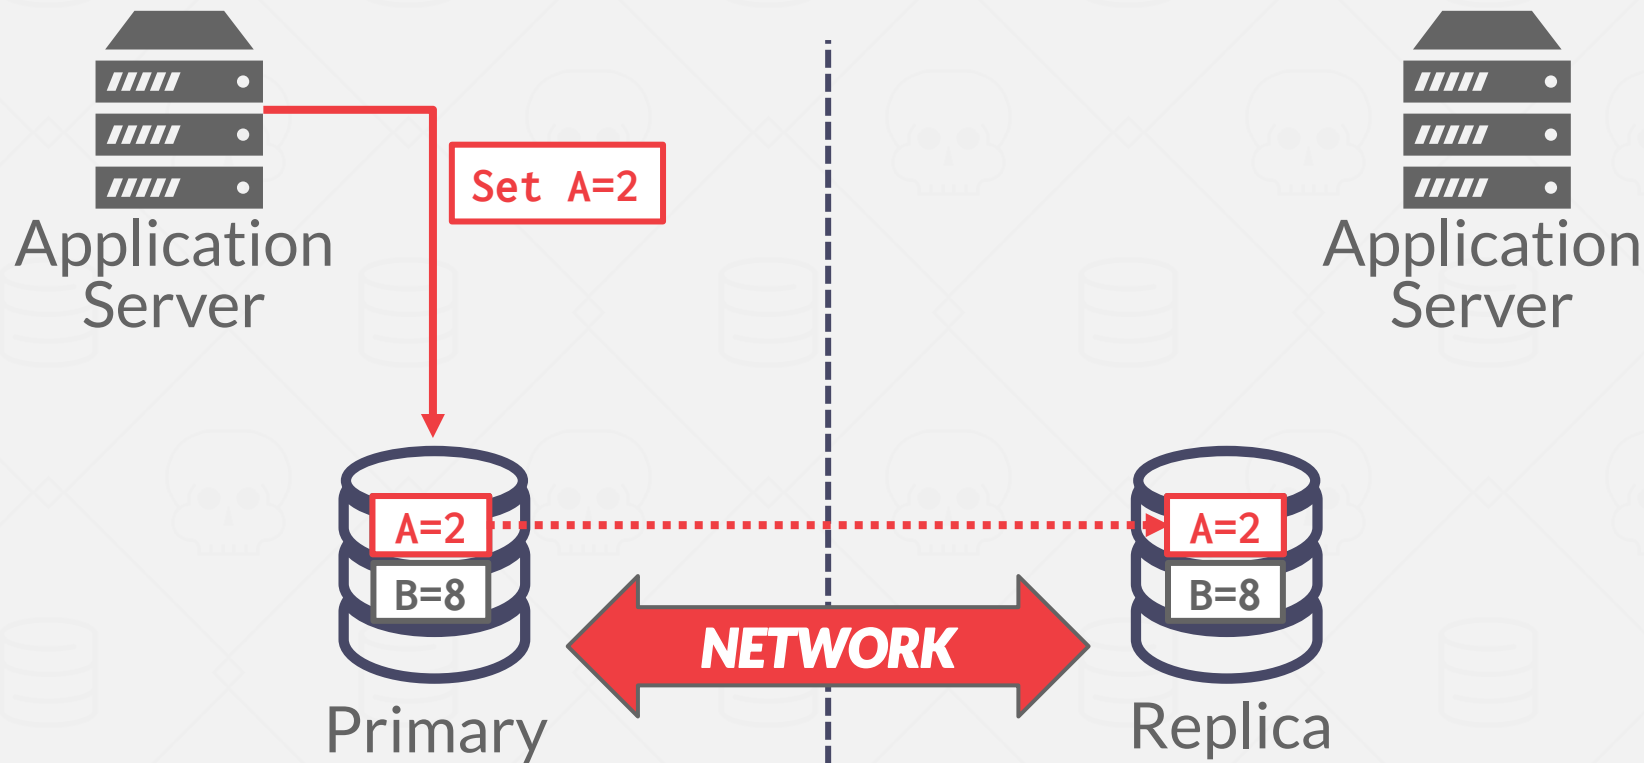 Set A=2
Application
Server
Application
Server
A=2
A=2
B=8
B=8
NETWORK
Primary
Replica